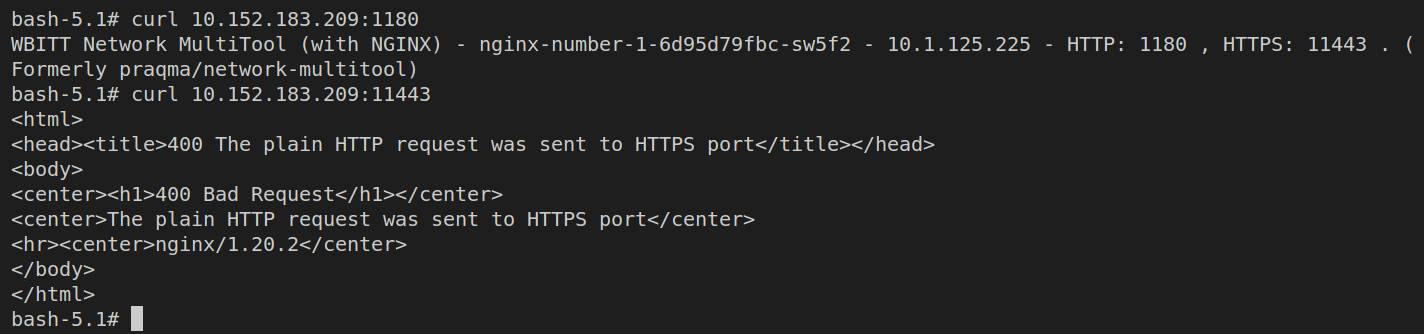 bash-5.1# curl 10.152.183.209:1180
WBITT Network MultiTool (with NGINX) - nginx-number-1-6d95d79fbc-sw5f2 - 10.1.125.225 - HTTP: 1180 , HTTPS: 11443 . (
Formerly praqma/network-multitool)
bash-5.1# curl 10.152.183.209:11443
<html>
<head><title>400 The plain HTTP request was sent to HTTPS port</title></head>
<body>
<center><h1>400 Bad Request</h1></center>
<center>The plain HTTP request was sent to HTTPS port</center>
<hr><center>nginx/1.20.2</center>
</body>
</html>
bash-5.1#